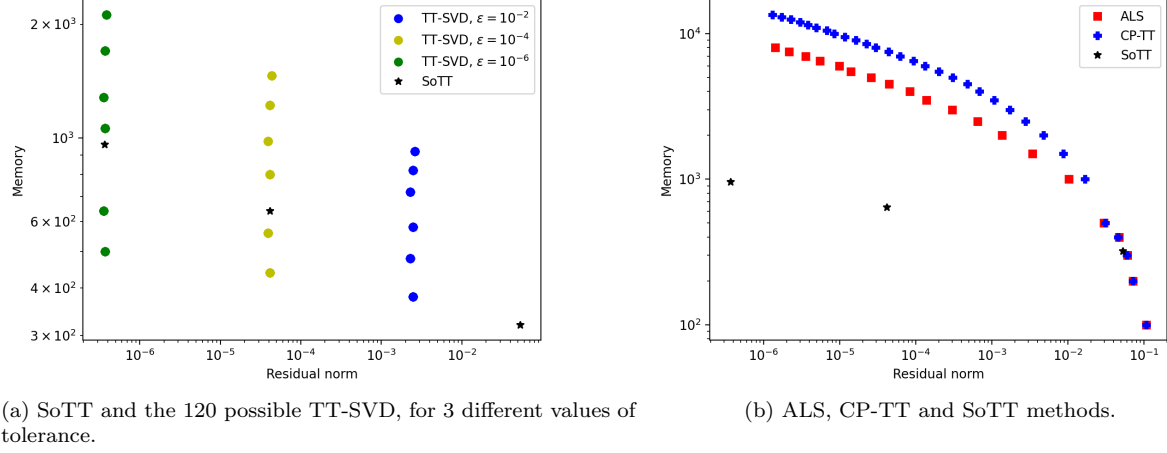 2 × 10³
10³
6 × 10²
4 × 10²
3 × 10²
Memory
10⁻⁶
10⁻⁵
10⁻⁴
10⁻³
10⁻²
Residual norm
TT-SVD, ε = 10⁻²
TT-SVD, ε = 10⁻⁴
TT-SVD, ε = 10⁻⁶
SoTT
(a) SoTT and the 120 possible TT-SVD, for 3 different values of
tolerance.
10⁴
10³
10²
Memory
10⁻⁶
10⁻⁵
10⁻⁴
10⁻³
10⁻²
10⁻¹
Residual norm
ALS
CP-TT
SoTT
(b) ALS, CP-TT and SoTT methods.